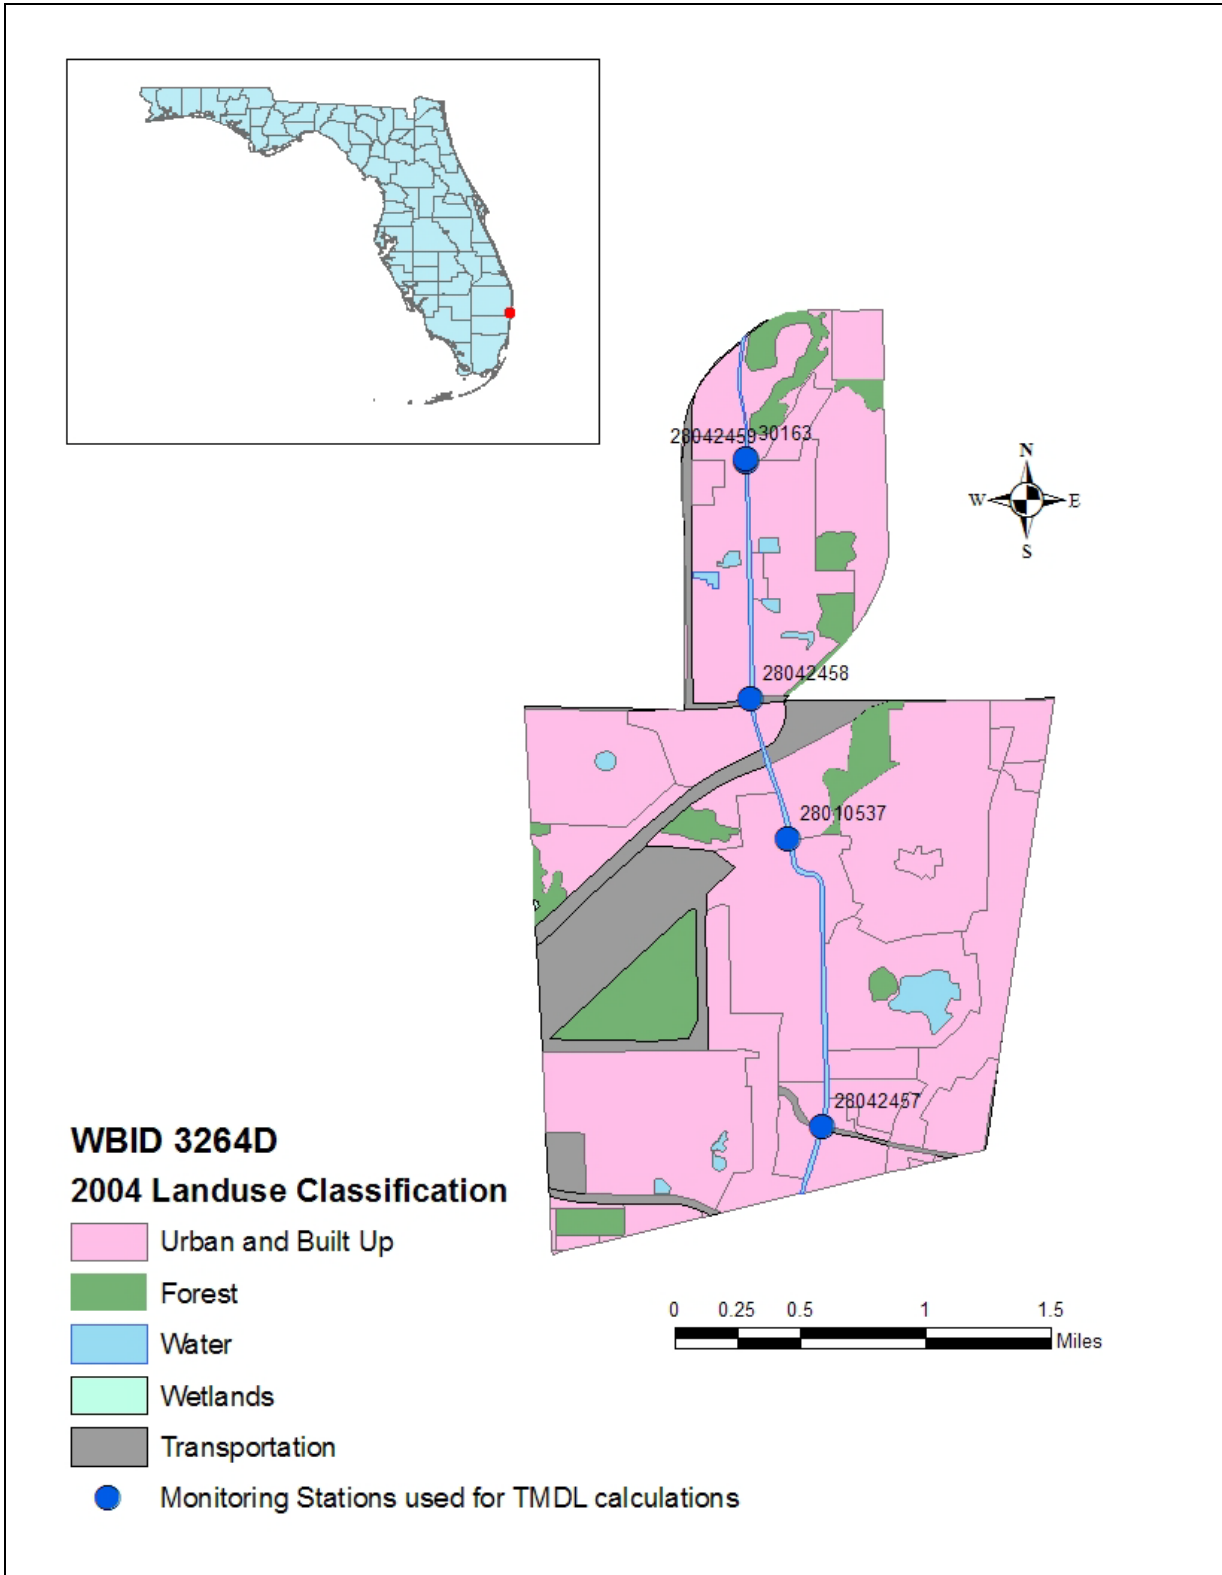 28042459 30163
N
W E
S
28042458
28010537
28042457
WBID 3264D
2004 Landuse Classification
Urban and Built Up
Forest
Water
Wetlands
Transportation
Monitoring Stations used for TMDL calculations
0 0.25 0.5 1 1.5
Miles